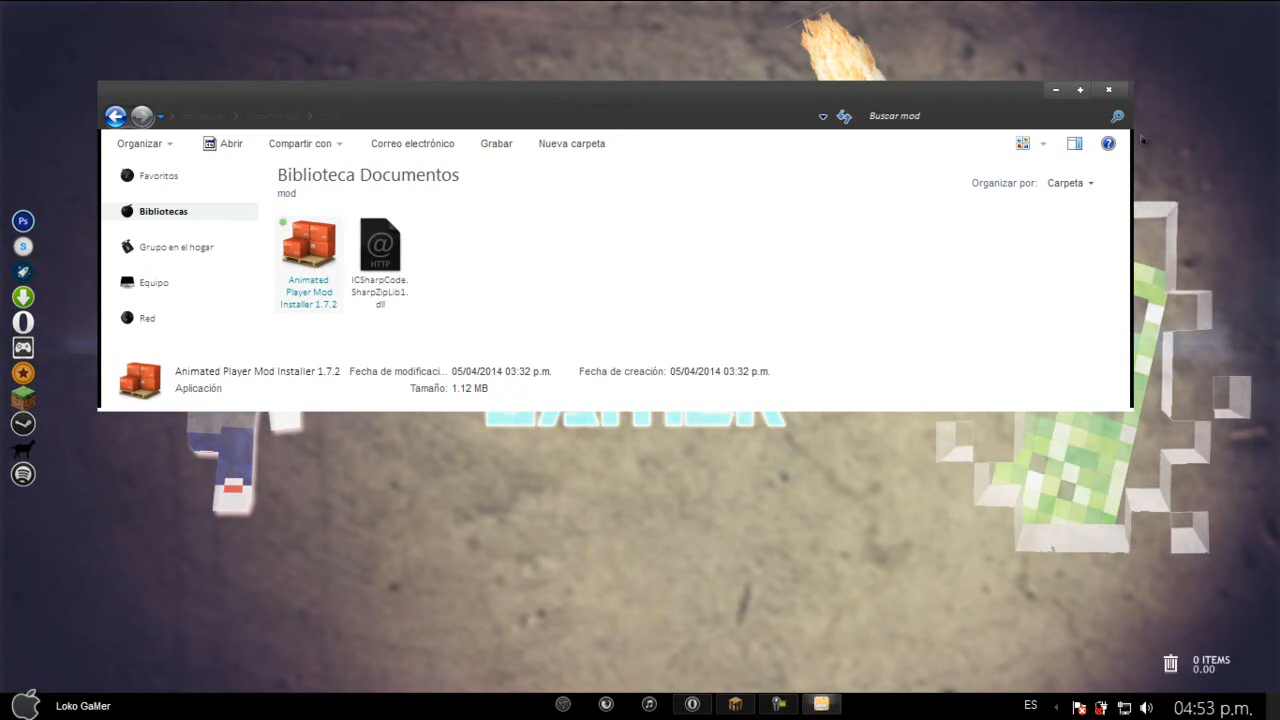 Buscar mod
Organizar
Abrir
Compartir con
Correo electrónico
Grabar
Nueva carpeta
Favoritos
Bibliotecas
Grupo en el hogar
Equipo
Red
Biblioteca Documentos
mod
Organizar por: Carpeta
Animated
Player Mod
Installer 1.7.2
@
HTTP
ICSharpCode.
SharpZipLib1.
dll
Animated Player Mod Installer 1.7.2
Aplicación
Fecha de modificaci... 05/04/2014 03:32 p.m.
Tamaño: 1.12 MB
Fecha de creación: 05/04/2014 03:32 p.m.
Ps
S
0 ITEMS
0.00
Loko GaMer
ES
04:53 p.m.